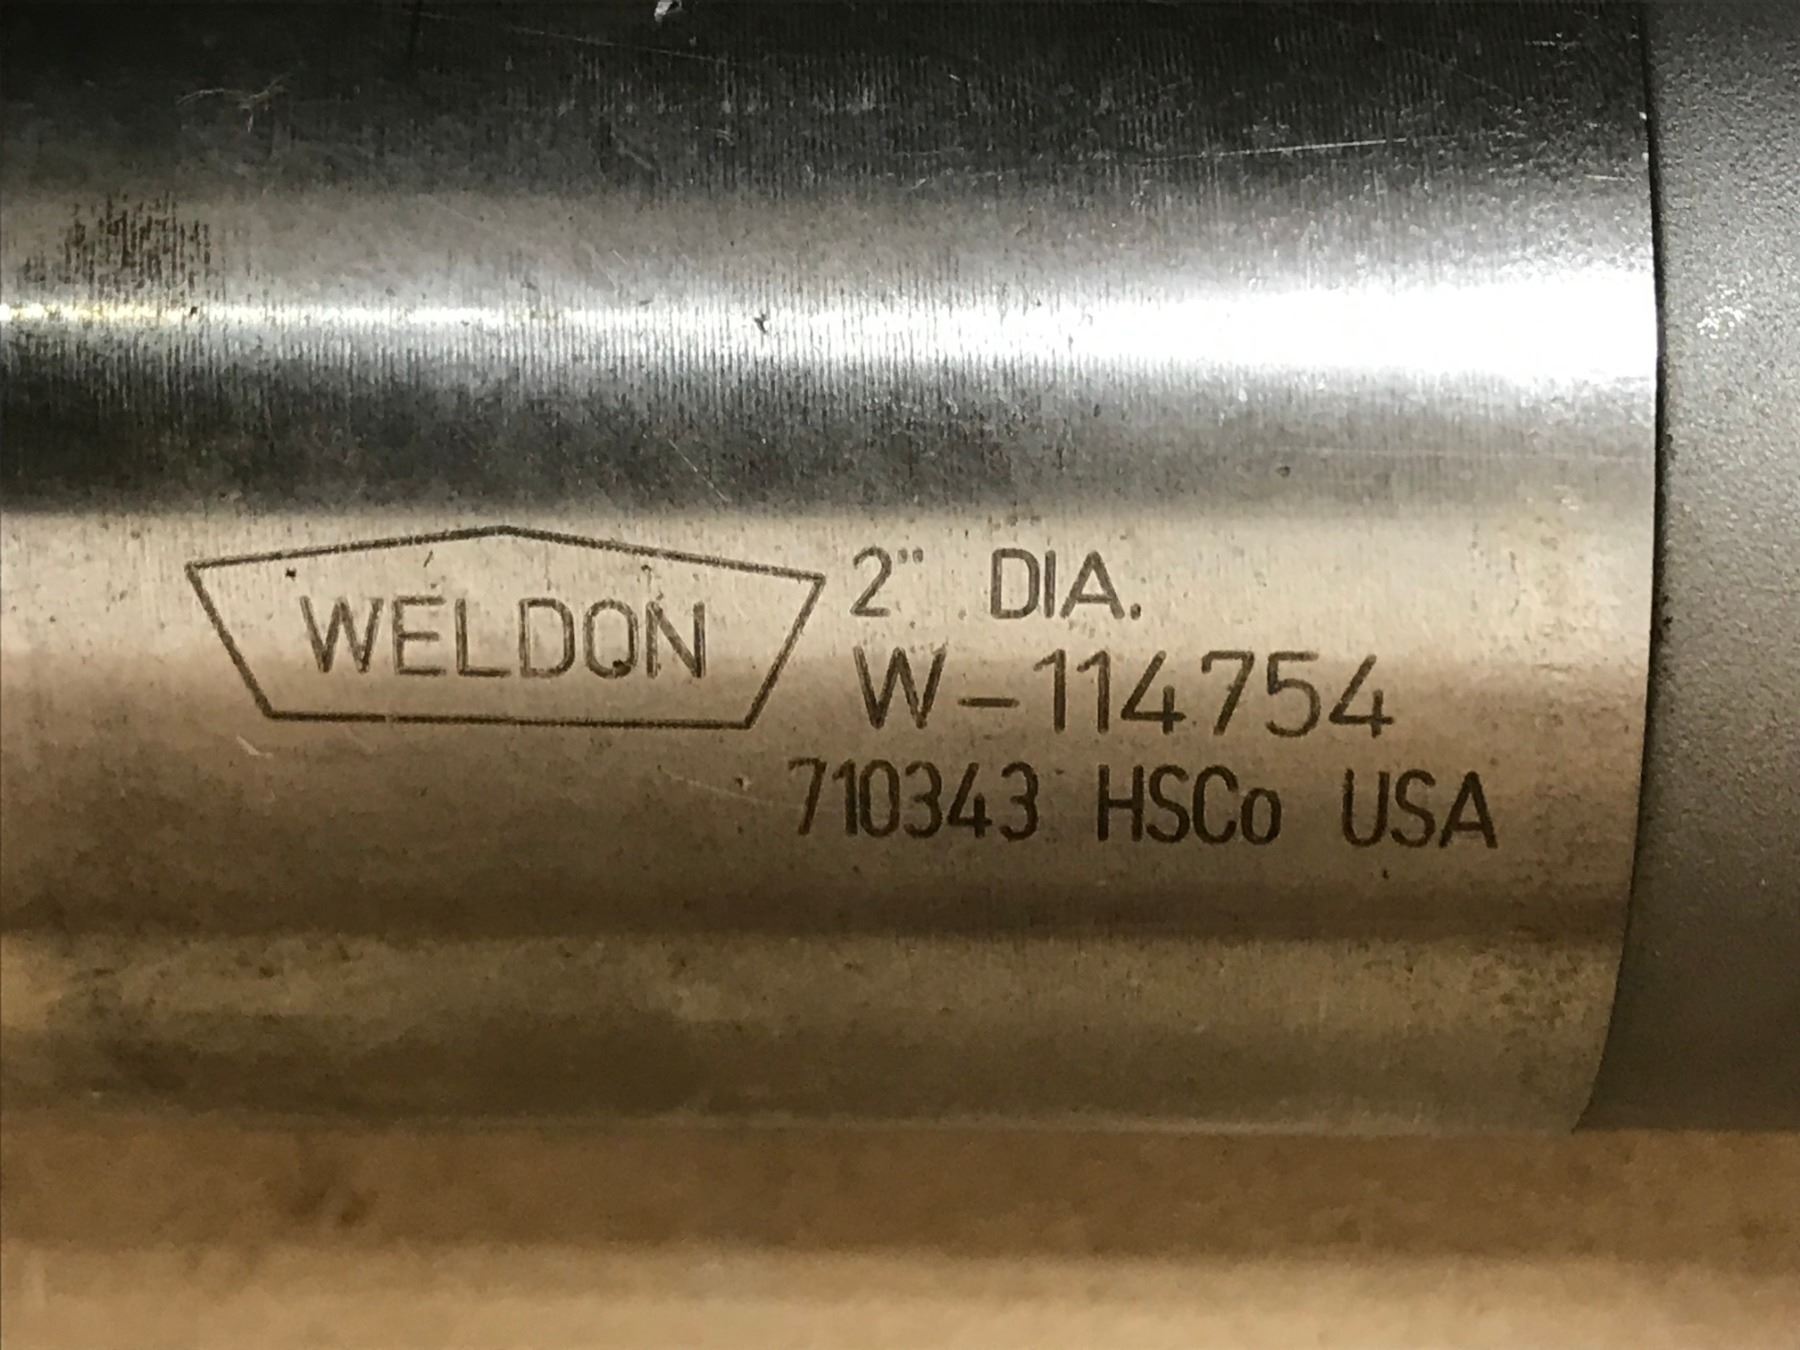 WELDON
2" DIA.
W-114754
710343 HSCo USA